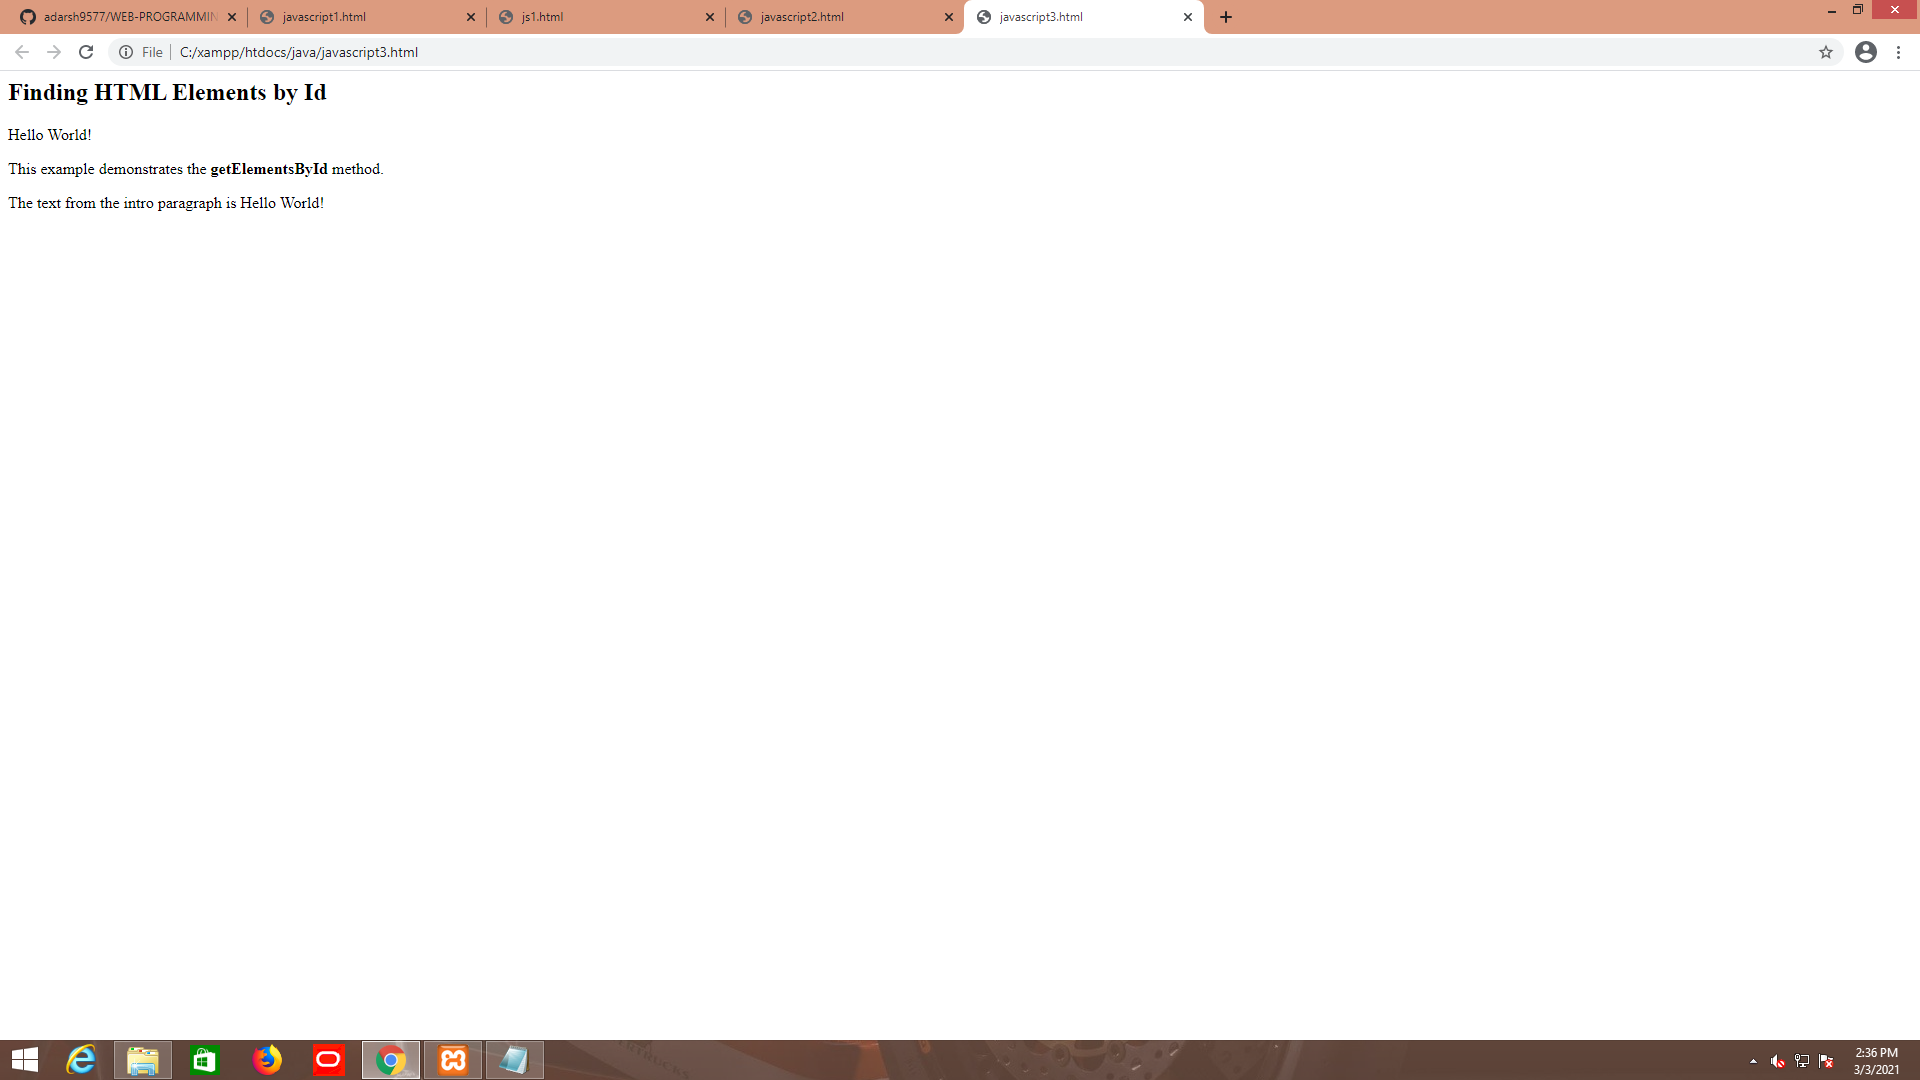 adarsh9577/WEB-PROGRAMMIN
javascript1.html
js1.html
javascript2.html
javascript3.html
File
C:/xampp/htdocs/java/javascript3.html
Finding HTML Elements by Id
Hello World!
This example demonstrates the getElementsById method.
The text from the intro paragraph is Hello World!
2:36 PM
3/3/2021